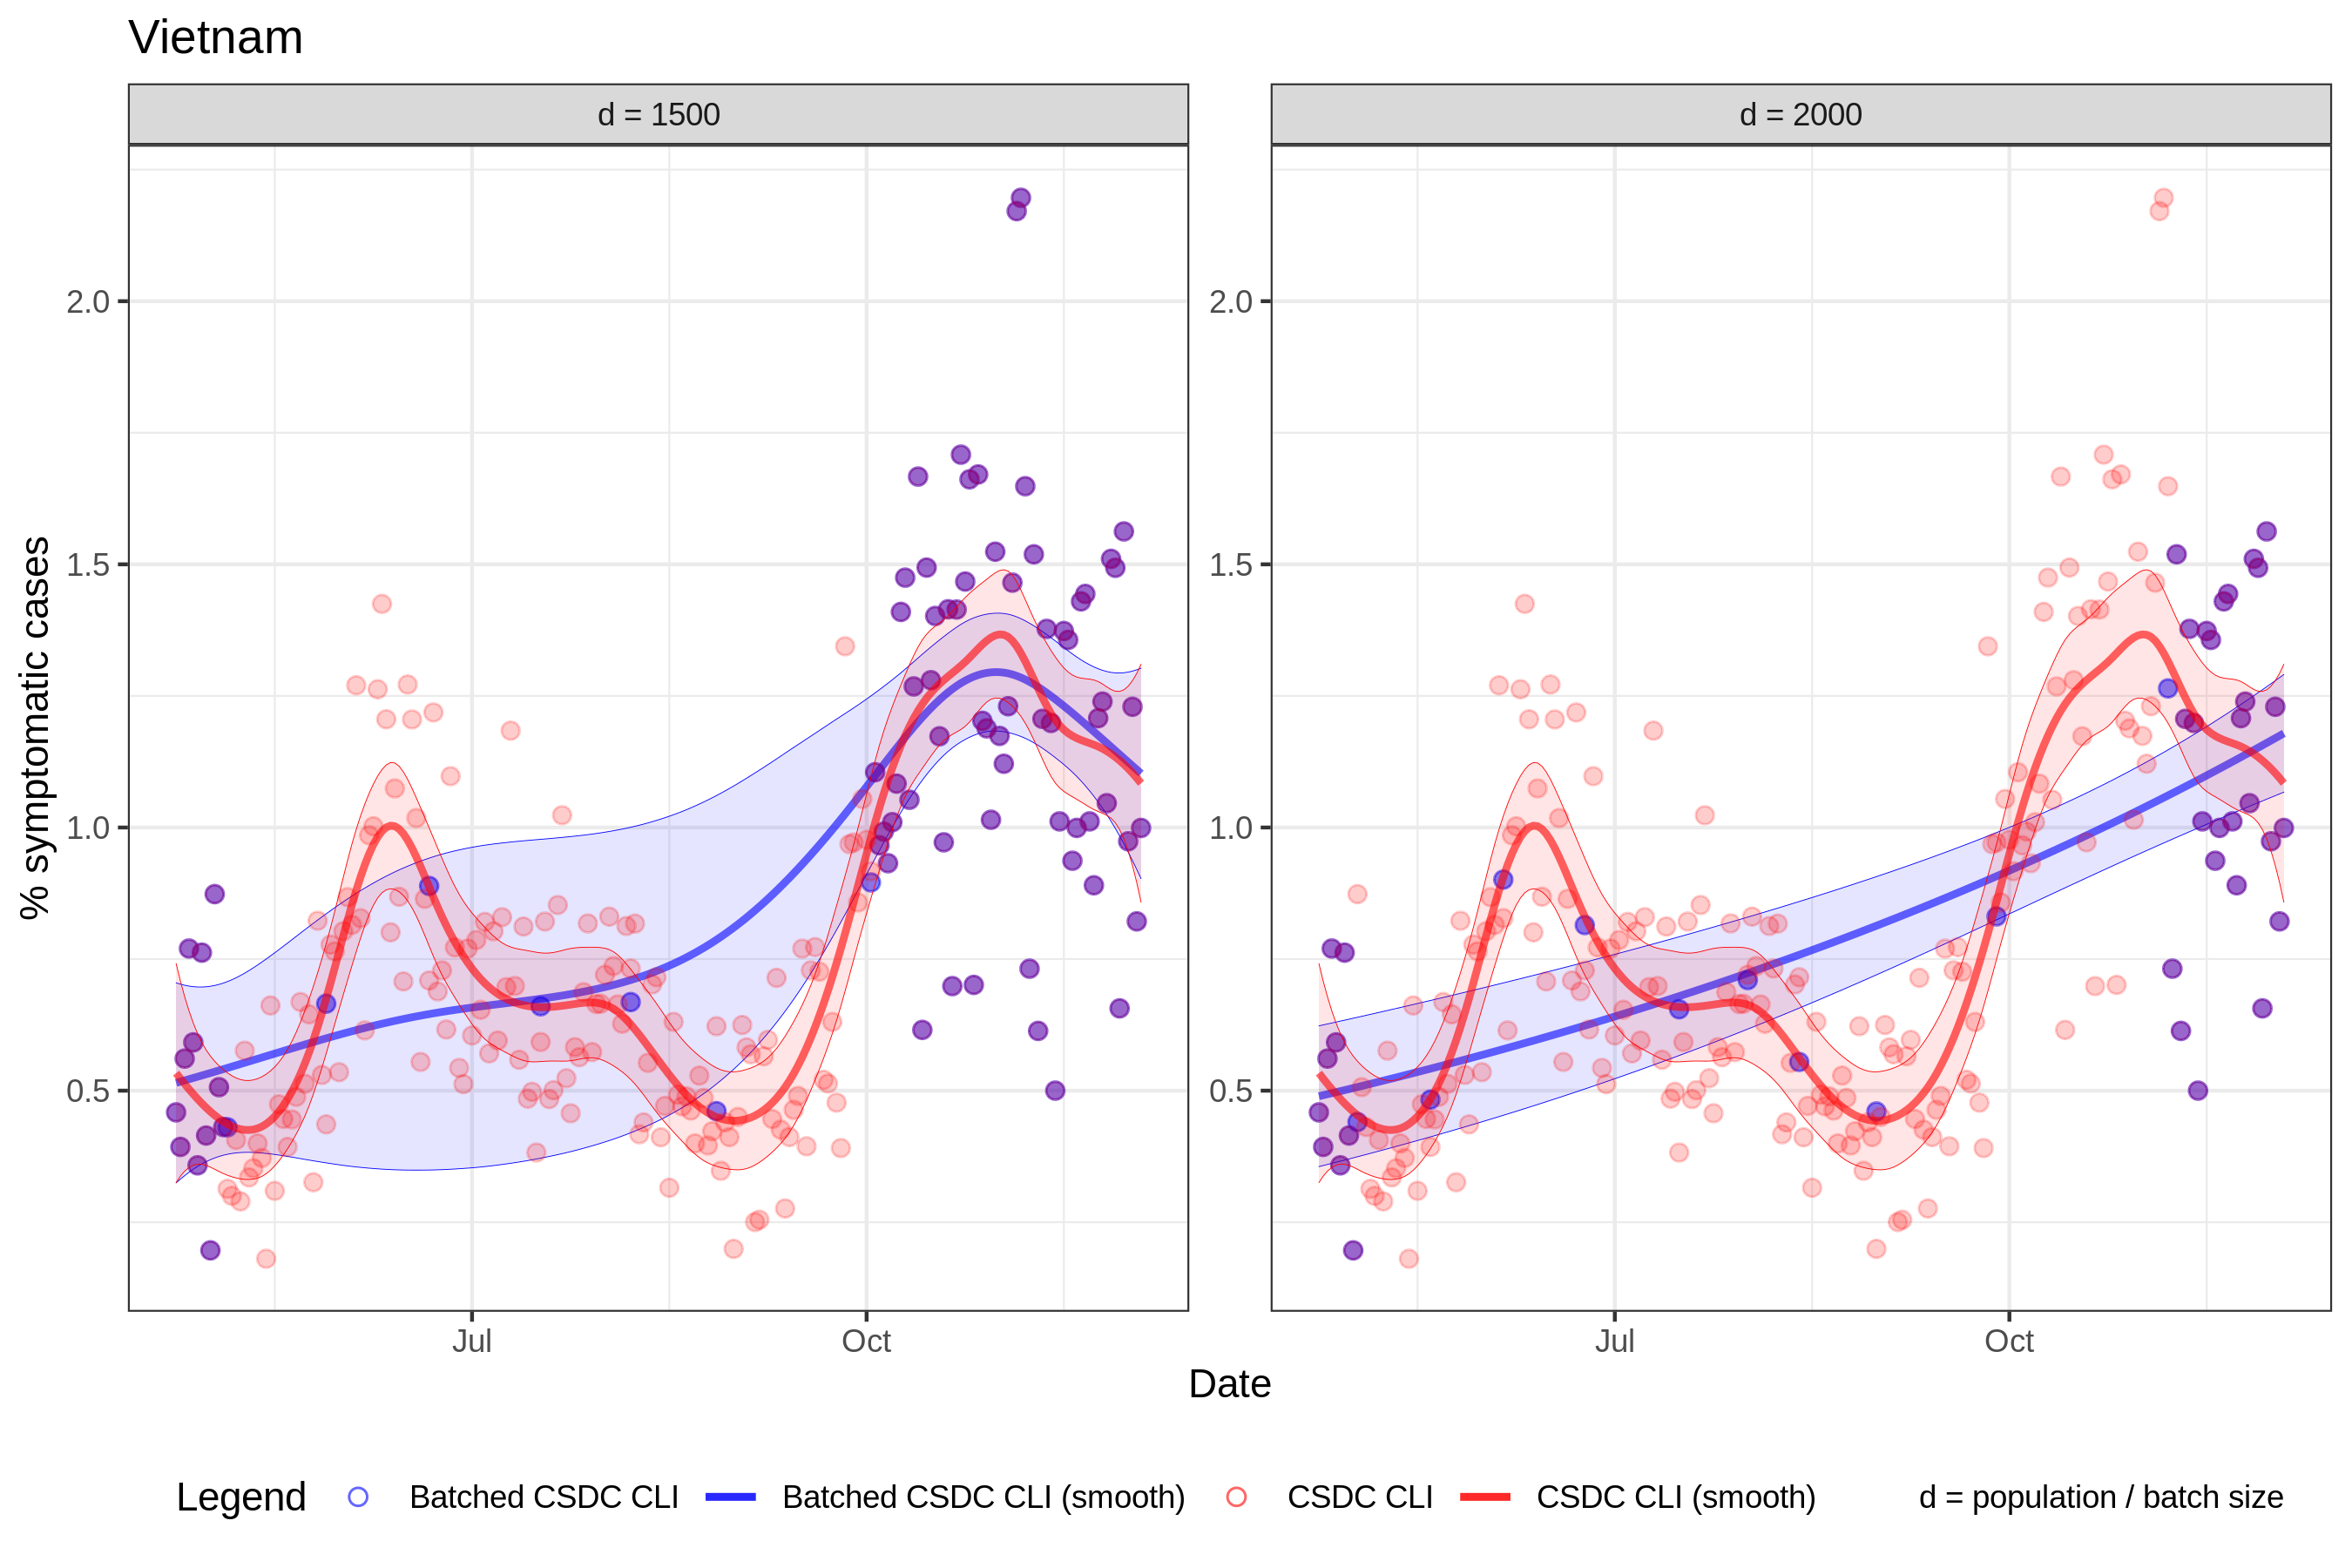 Vietnam
d = 1500
d = 2000
% symptomatic cases
2.0
1.5
1.0
0.5
2.0
1.5
1.0
0.5
Jul
Oct
Jul
Oct
Date
Legend
Batched CSDC CLI
Batched CSDC CLI (smooth)
CSDC CLI
CSDC CLI (smooth)
d = population / batch size